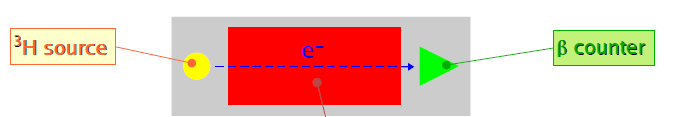 ³H source
e⁻
β counter